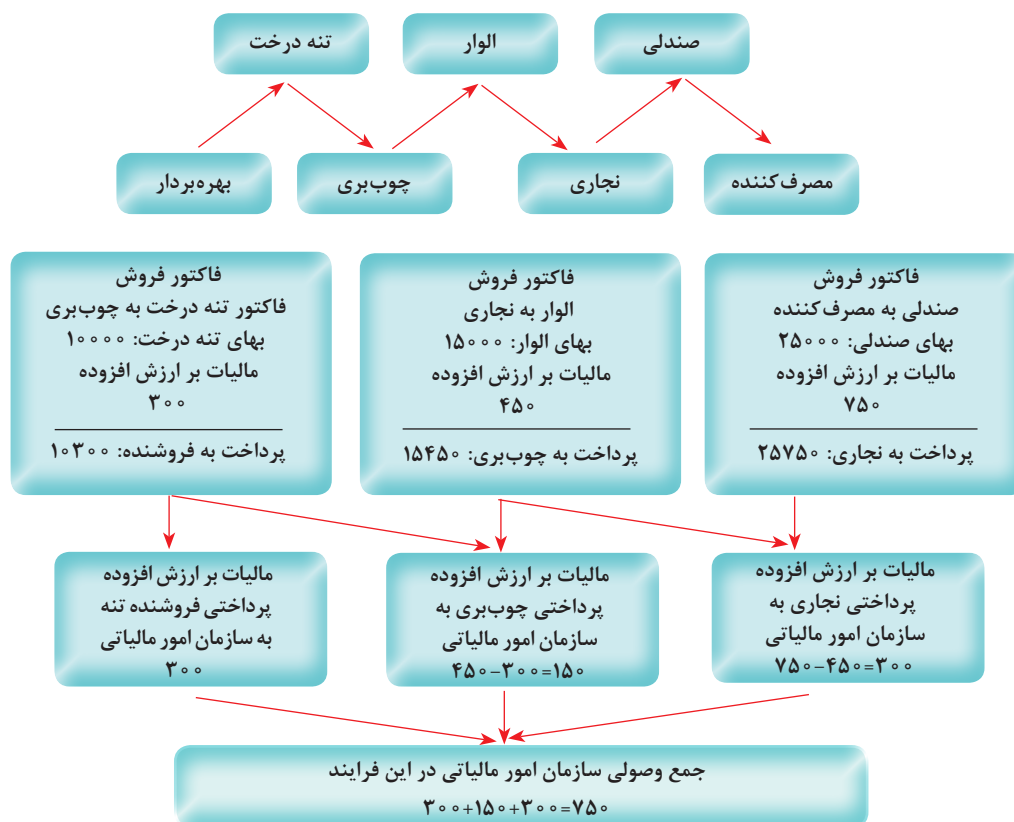 صندلی
الوار
تنه درخت
مصرف‌کننده
نجاری
چوب‌بری
بهره‌بردار
فاکتور فروش
صندلی به مصرف‌کننده
بهای صندلی: ۲۵۰۰۰
مالیات بر ارزش افزوده
۷۵۰
پرداخت به نجاری: ۲۵۷۵۰
فاکتور فروش
الوار به نجاری
بهای الوار: ۱۵۰۰۰
مالیات بر ارزش افزوده
۴۵۰
پرداخت به چوب‌بری: ۱۵۴۵۰
فاکتور فروش
فاکتور تنه درخت به چوب‌بری
بهای تنه درخت: ۱۰۰۰۰
مالیات بر ارزش افزوده
۳۰۰
پرداخت به فروشنده: ۱۰۳۰۰
مالیات بر ارزش افزوده
پرداختی نجاری به
سازمان امور مالیاتی
۷۵۰-۴۵۰=۳۰۰
مالیات بر ارزش افزوده
پرداختی چوب‌بری به
سازمان امور مالیاتی
۴۵۰-۳۰۰=۱۵۰
مالیات بر ارزش افزوده
پرداختی فروشنده تنه
به سازمان امور مالیاتی
۳۰۰
جمع وصولی سازمان امور مالیاتی در این فرایند
۳۰۰+۱۵۰+۳۰۰=۷۵۰